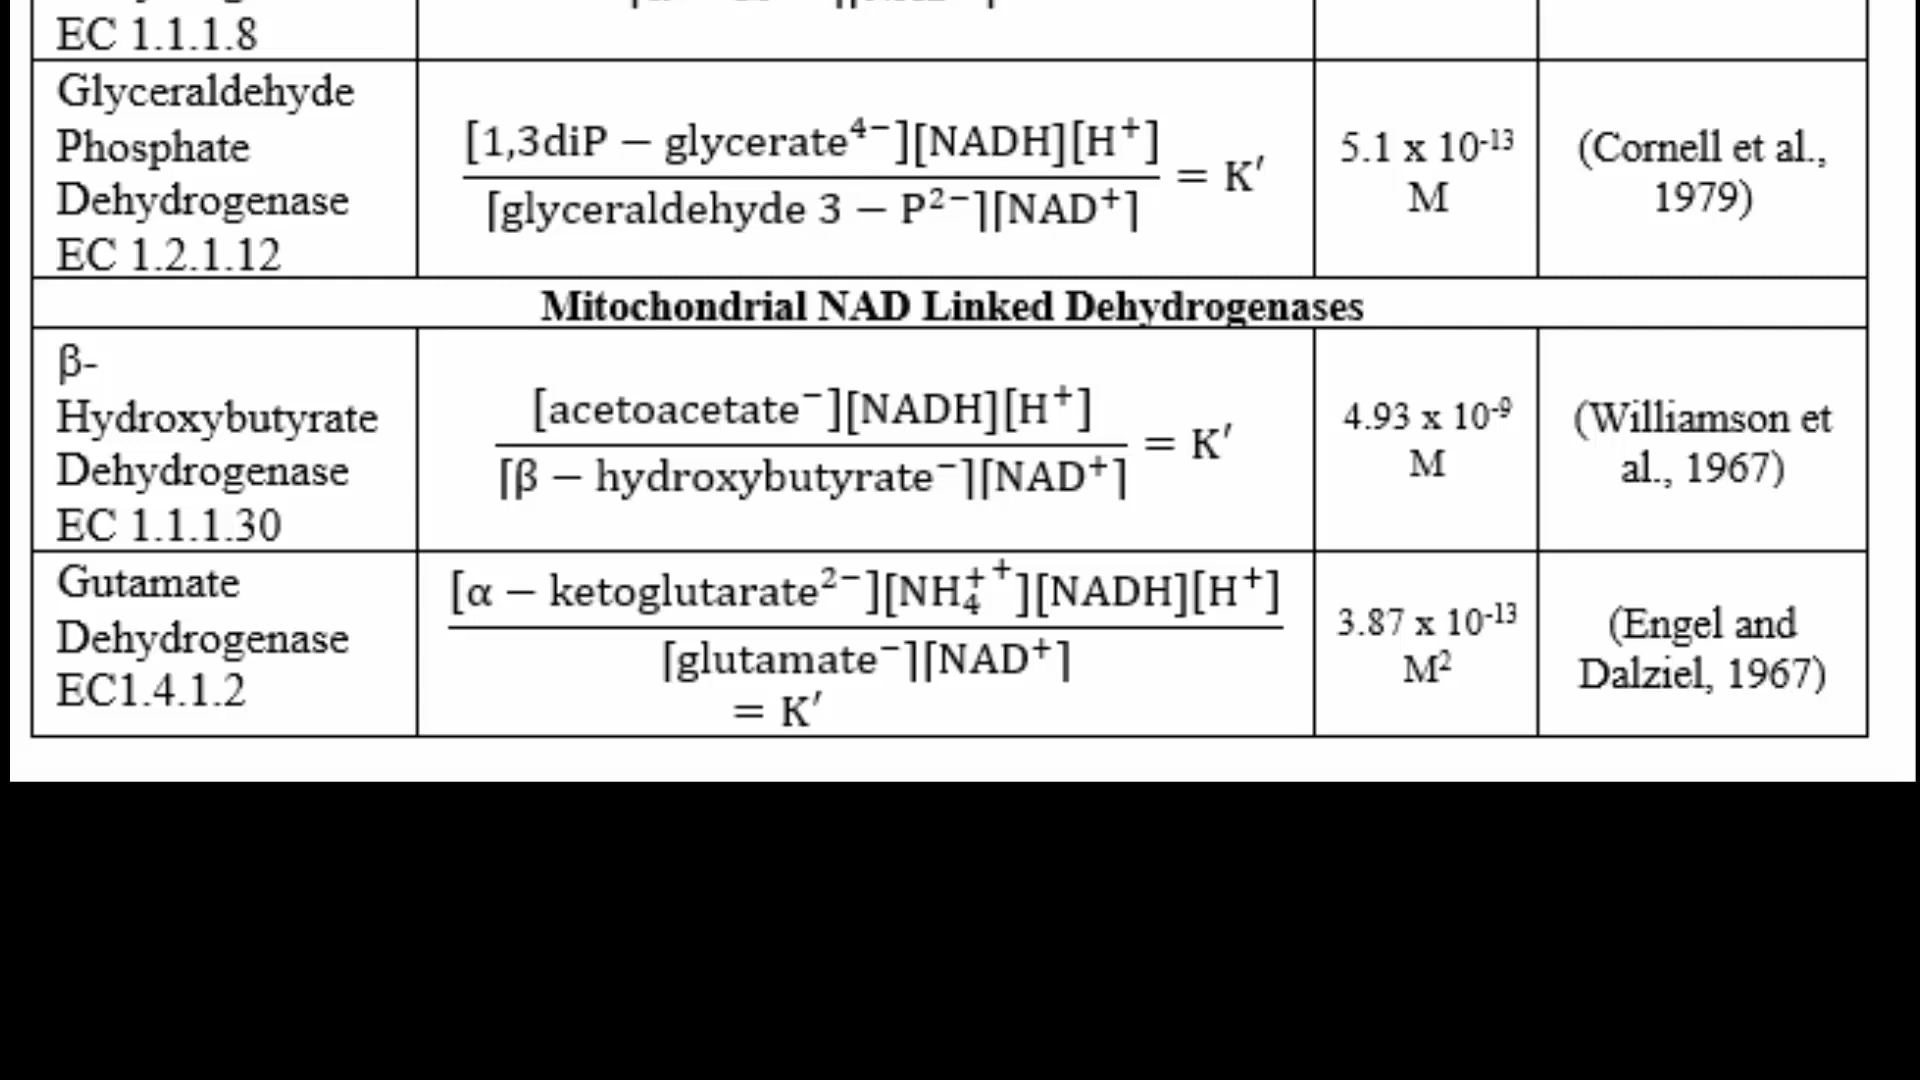 EC 1.1.1.8
Glyceraldehyde
Phosphate
Dehydrogenase
EC 1.2.1.12
[1,3diP − glycerate⁴⁻][NADH][H⁺]
[glyceraldehyde 3 − P²⁻][NAD⁺]
= K′
5.1 x 10⁻¹³
M
(Cornell et al.,
1979)
Mitochondrial NAD Linked Dehydrogenases
β-
Hydroxybutyrate
Dehydrogenase
EC 1.1.1.30
[acetoacetate⁻][NADH][H⁺]
[β − hydroxybutyrate⁻][NAD⁺]
= K′
4.93 x 10⁻⁹
M
(Williamson et
al., 1967)
Gutamate
Dehydrogenase
EC1.4.1.2
[α − ketoglutarate²⁻][NH₄⁺⁺][NADH][H⁺]
[glutamate⁻][NAD⁺]
= K′
3.87 x 10⁻¹³
M²
(Engel and
Dalziel, 1967)